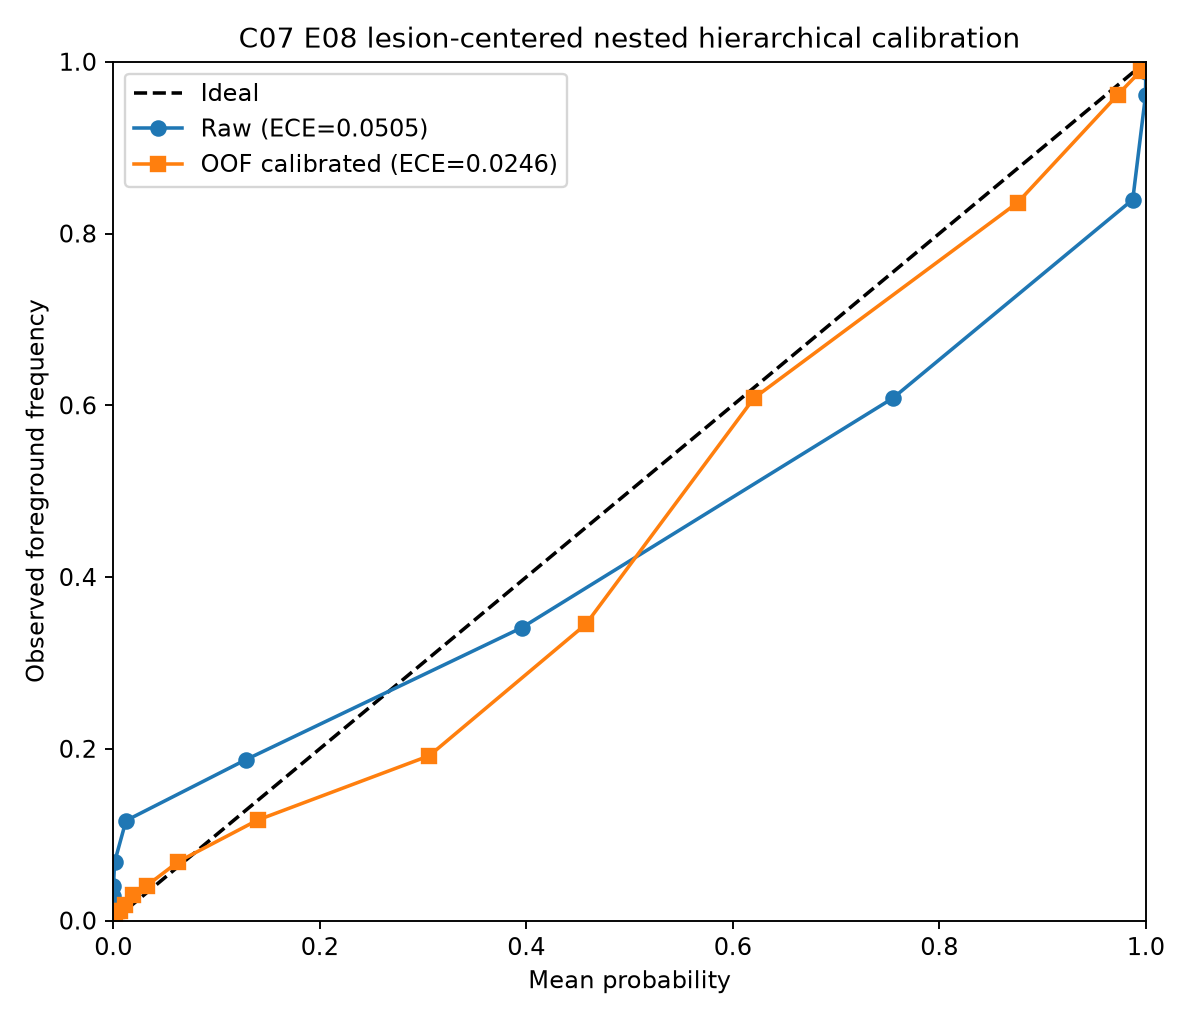 C07 E08 lesion-centered nested hierarchical calibration
Ideal
Raw (ECE=0.0505)
OOF calibrated (ECE=0.0246)
1.0
0.8
0.6
0.4
0.2
0.0
Observed foreground frequency
0.0 0.2 0.4 0.6 0.8 1.0
Mean probability